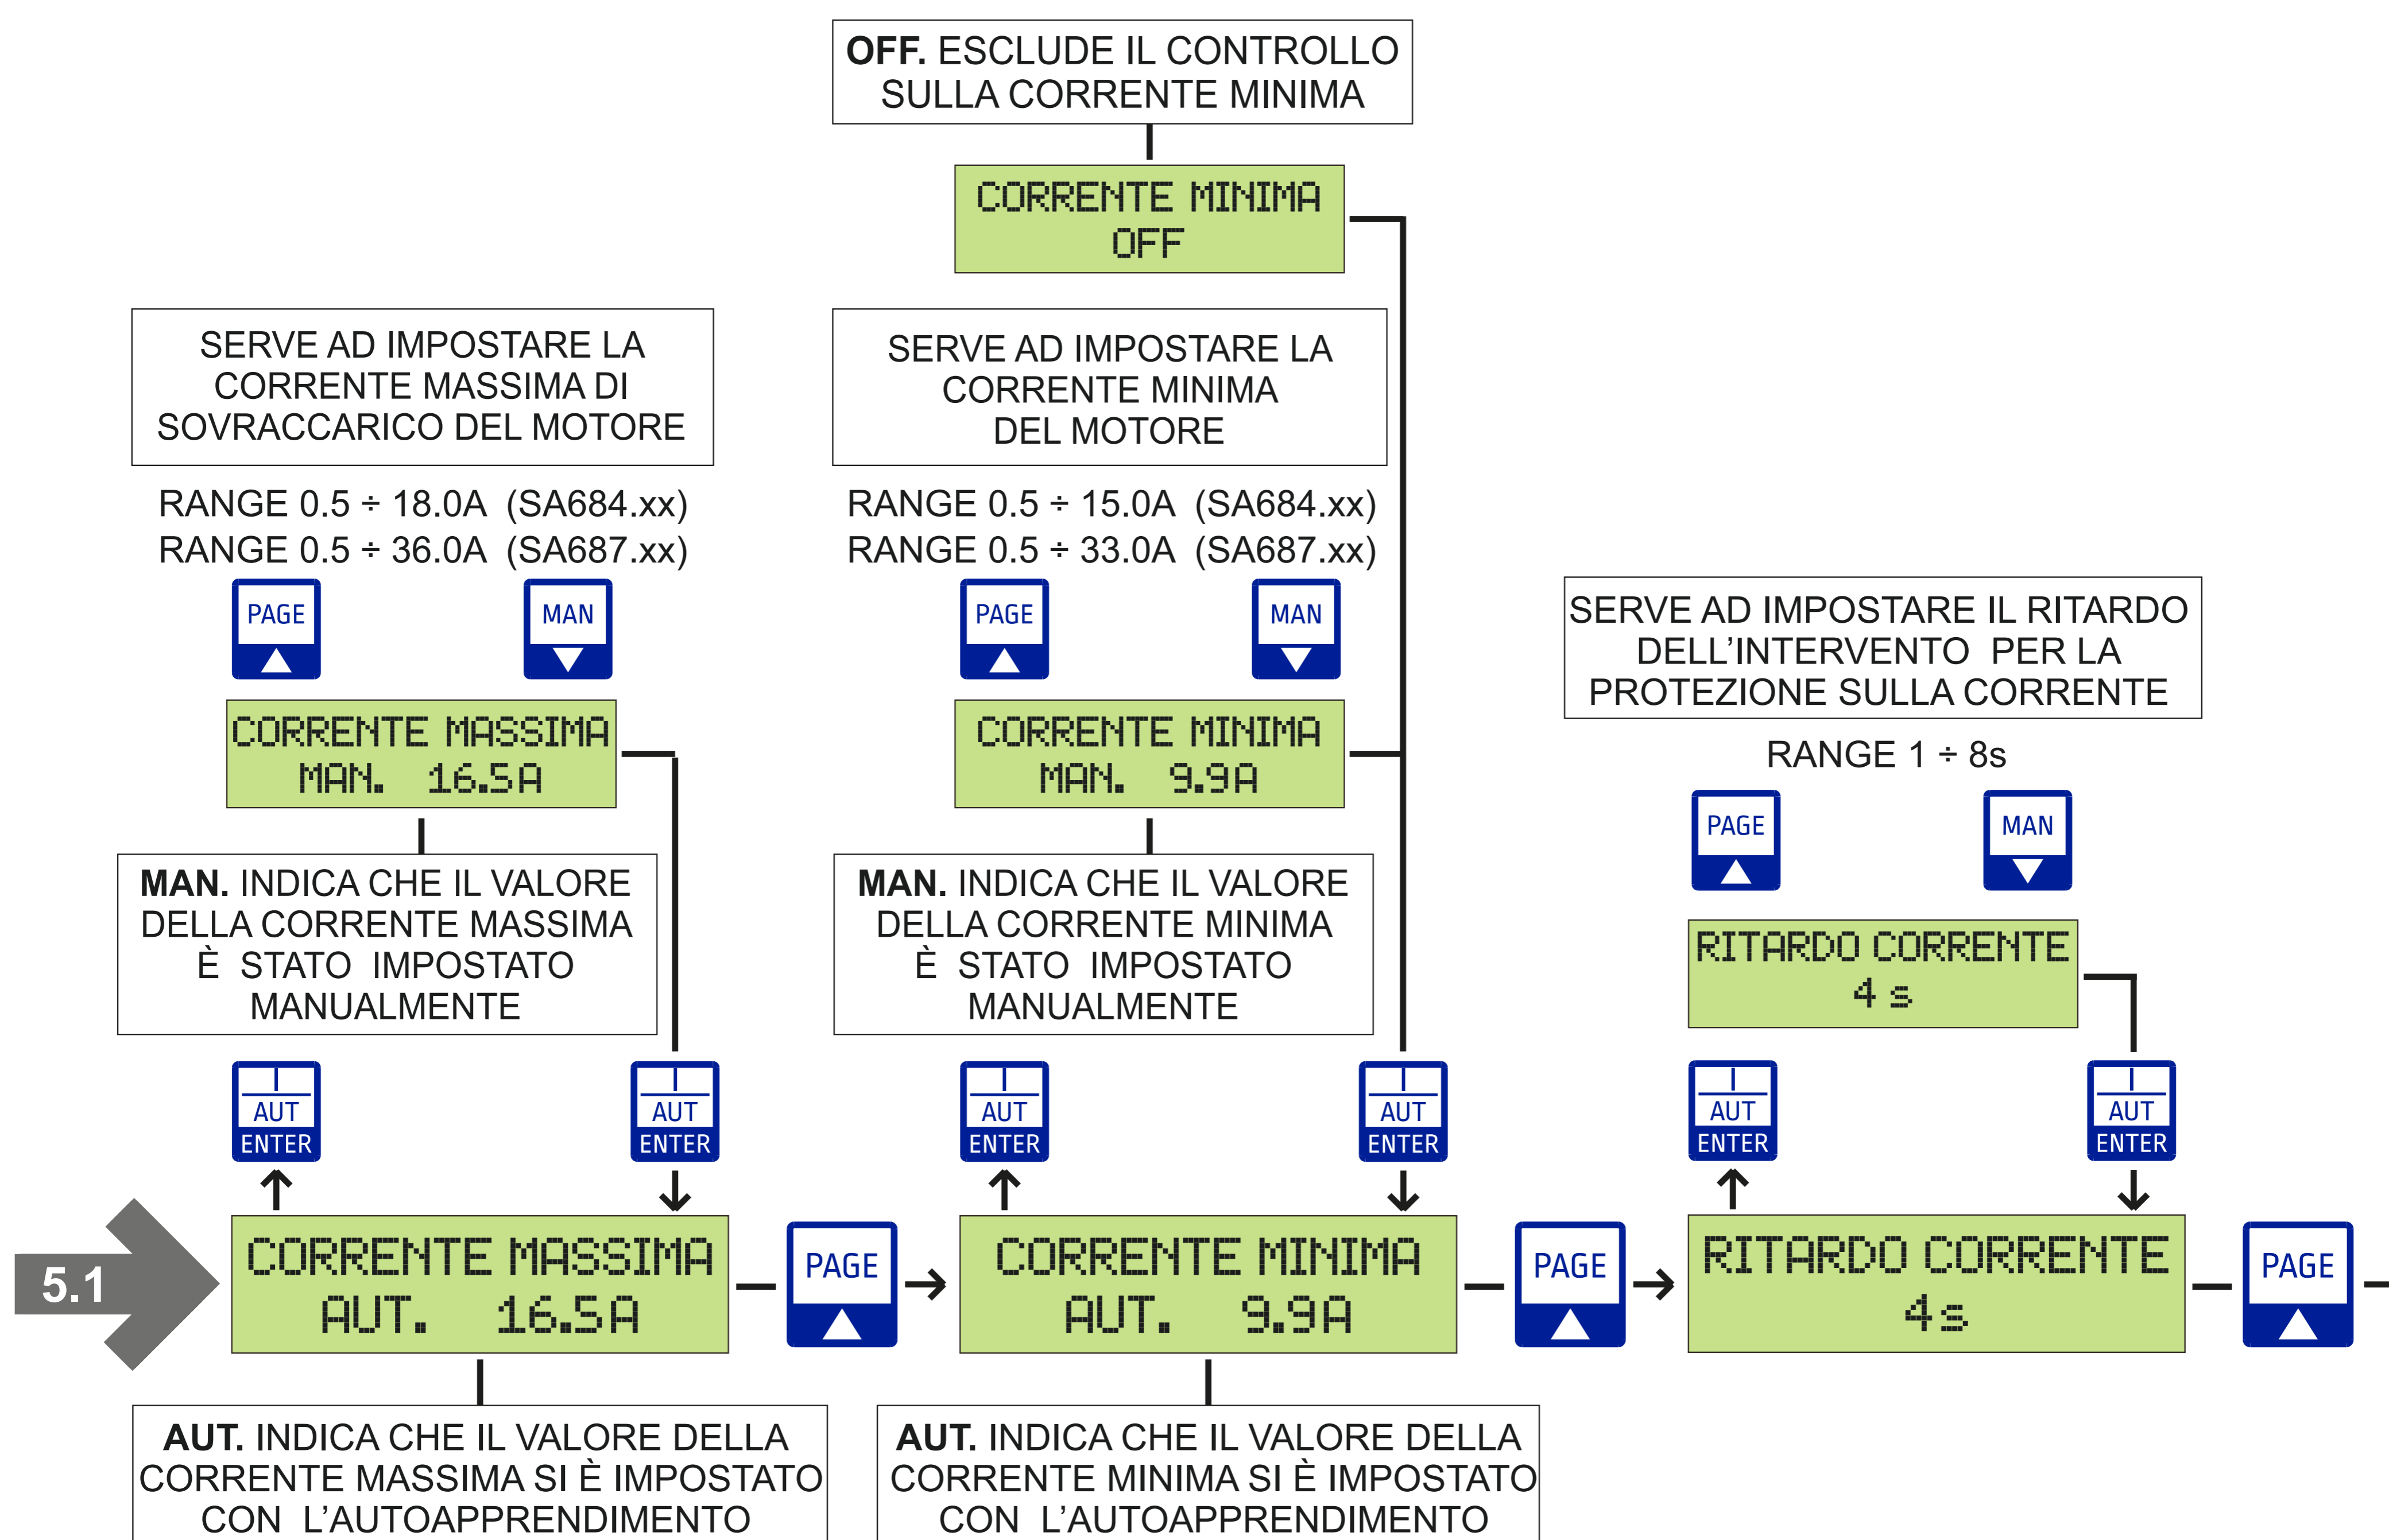 OFF. ESCLUDE IL CONTROLLO
SULLA CORRENTE MINIMA
CORRENTE MINIMA
OFF
SERVE AD IMPOSTARE LA
CORRENTE MASSIMA DI
SOVRACCARICO DEL MOTORE
RANGE 0.5 ÷ 18.0A (SA684.xx)
RANGE 0.5 ÷ 36.0A (SA687.xx)
PAGE
MAN
CORRENTE MASSIMA
MAN. 16.5A
MAN. INDICA CHE IL VALORE
DELLA CORRENTE MASSIMA
È STATO IMPOSTATO
MANUALMENTE
I
AUT
ENTER
I
AUT
ENTER
SERVE AD IMPOSTARE LA
CORRENTE MINIMA
DEL MOTORE
RANGE 0.5 ÷ 15.0A (SA684.xx)
RANGE 0.5 ÷ 33.0A (SA687.xx)
PAGE
MAN
CORRENTE MINIMA
MAN. 9.9A
MAN. INDICA CHE IL VALORE
DELLA CORRENTE MINIMA
È STATO IMPOSTATO
MANUALMENTE
I
AUT
ENTER
I
AUT
ENTER
SERVE AD IMPOSTARE IL RITARDO
DELL'INTERVENTO PER LA
PROTEZIONE SULLA CORRENTE
RANGE 1 ÷ 8s
PAGE
MAN
RITARDO CORRENTE
4 s
I
AUT
ENTER
I
AUT
ENTER
5.1
CORRENTE MASSIMA
AUT. 16.5A
PAGE
CORRENTE MINIMA
AUT. 9.9A
PAGE
RITARDO CORRENTE
4s
PAGE
AUT. INDICA CHE IL VALORE DELLA
CORRENTE MASSIMA SI È IMPOSTATO
CON L'AUTOAPPRENDIMENTO
AUT. INDICA CHE IL VALORE DELLA
CORRENTE MINIMA SI È IMPOSTATO
CON L'AUTOAPPRENDIMENTO